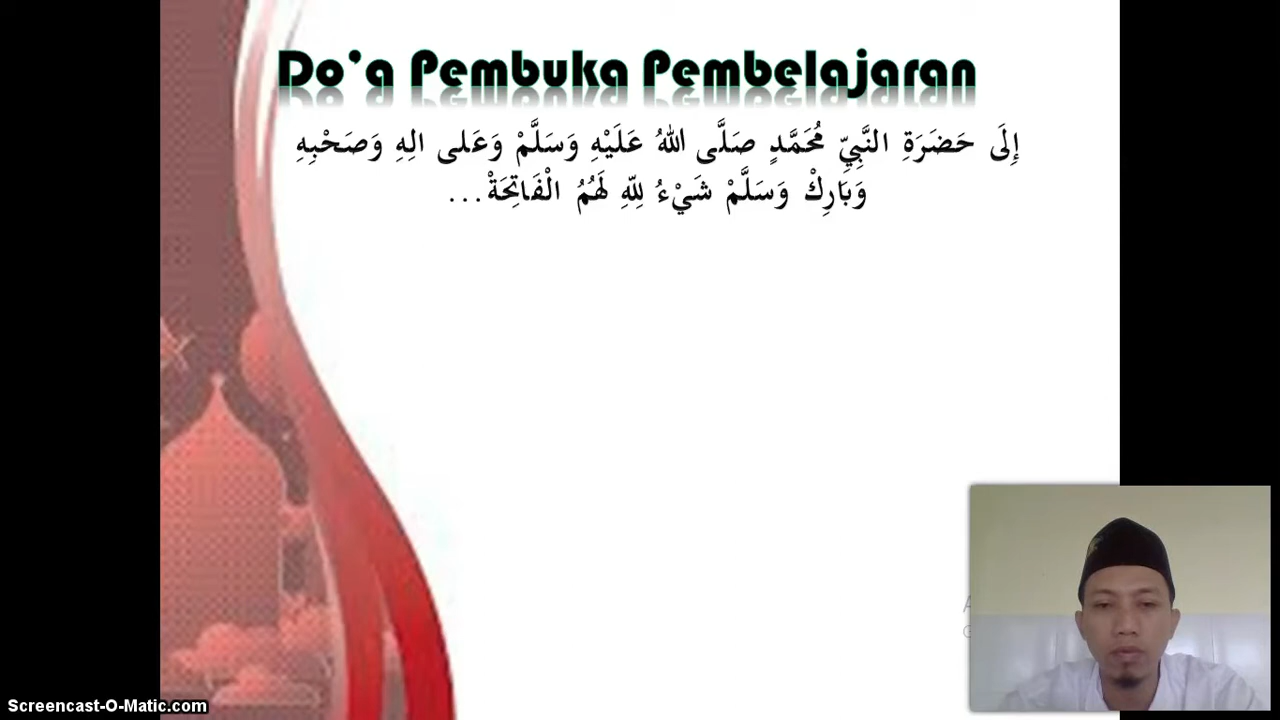 Do'a Pembuka Pembelajaran
إِلَى حَضَرَةِ النَّبِيِّ مُحَمَّدٍ صَلَّى اللهُ عَلَيْهِ وَسَلَّمْ وَعَلى الِهِ وَصَحْبِهِ
وَبَارِكْ وَسَلَّمْ شَيْءُ لِلّهِ لَهُمُ الْفَاتِحَةْ...
Screencast-O-Matic.com